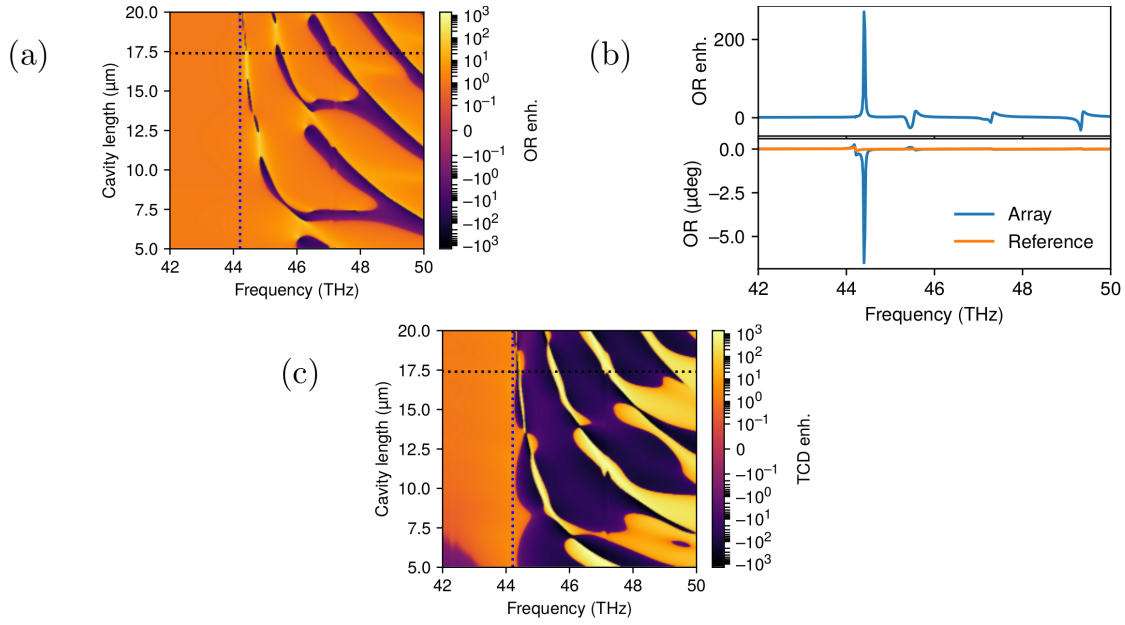 (a)
20.0
17.5
15.0
12.5
10.0
7.5
5.0
Cavity length (µm)
42 44 46 48 50
Frequency (THz)
10³
10²
10¹
10⁰
10⁻¹
0
−10⁻¹
−10⁰
−10¹
−10²
−10³
OR enh.
(b)
200
0
OR enh.
0.0
−2.5
−5.0
OR (µdeg)
Array
Reference
42 44 46 48 50
Frequency (THz)
(c)
20.0
17.5
15.0
12.5
10.0
7.5
5.0
Cavity length (µm)
42 44 46 48 50
Frequency (THz)
10³
10²
10¹
10⁰
10⁻¹
0
−10⁻¹
−10⁰
−10¹
−10²
−10³
TCD enh.